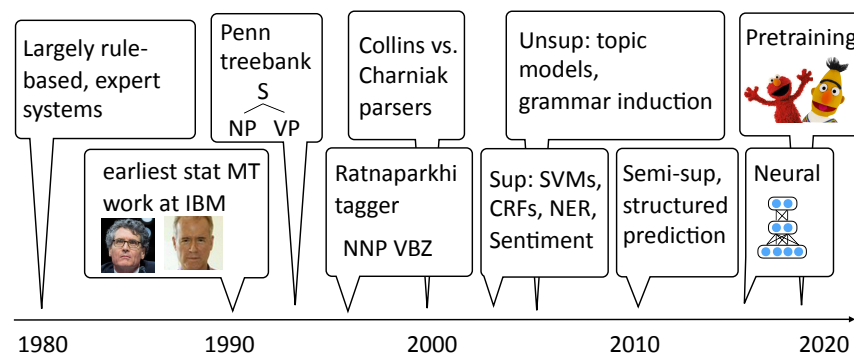 Largely rule-
based, expert
systems
Penn
treebank
S
NP VP
Collins vs.
Charniak
parsers
Unsup: topic
models,
grammar induction
Pretraining
earliest stat MT
work at IBM
Ratnaparkhi
tagger
NNP VBZ
Sup: SVMs,
CRFs, NER,
Sentiment
Semi-sup,
structured
prediction
Neural
1980 1990 2000 2010 2020